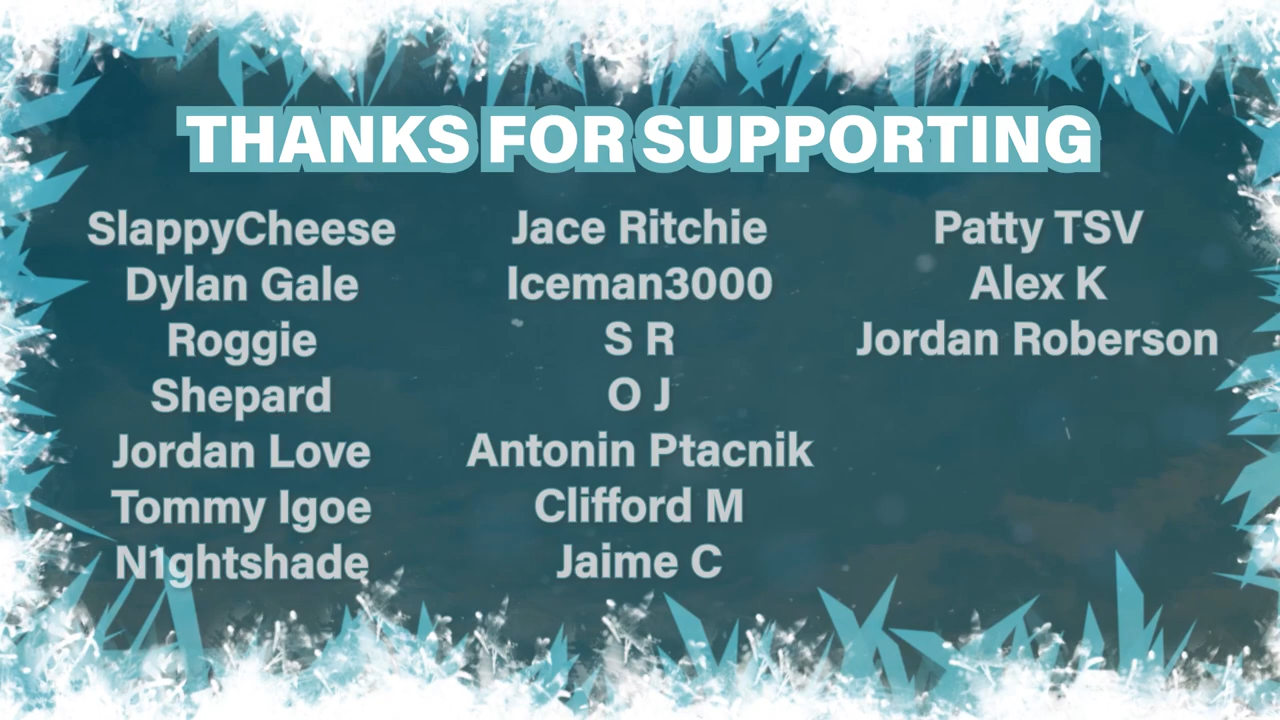 THANKS FOR SUPPORTING
SlappyCheese
Dylan Gale
Roggie
Shepard
Jordan Love
Tommy Igoe
N1ghtshade
Jace Ritchie
Iceman3000
S R
O J
Antonin Ptacnik
Clifford M
Jaime C
Patty TSV
Alex K
Jordan Roberson